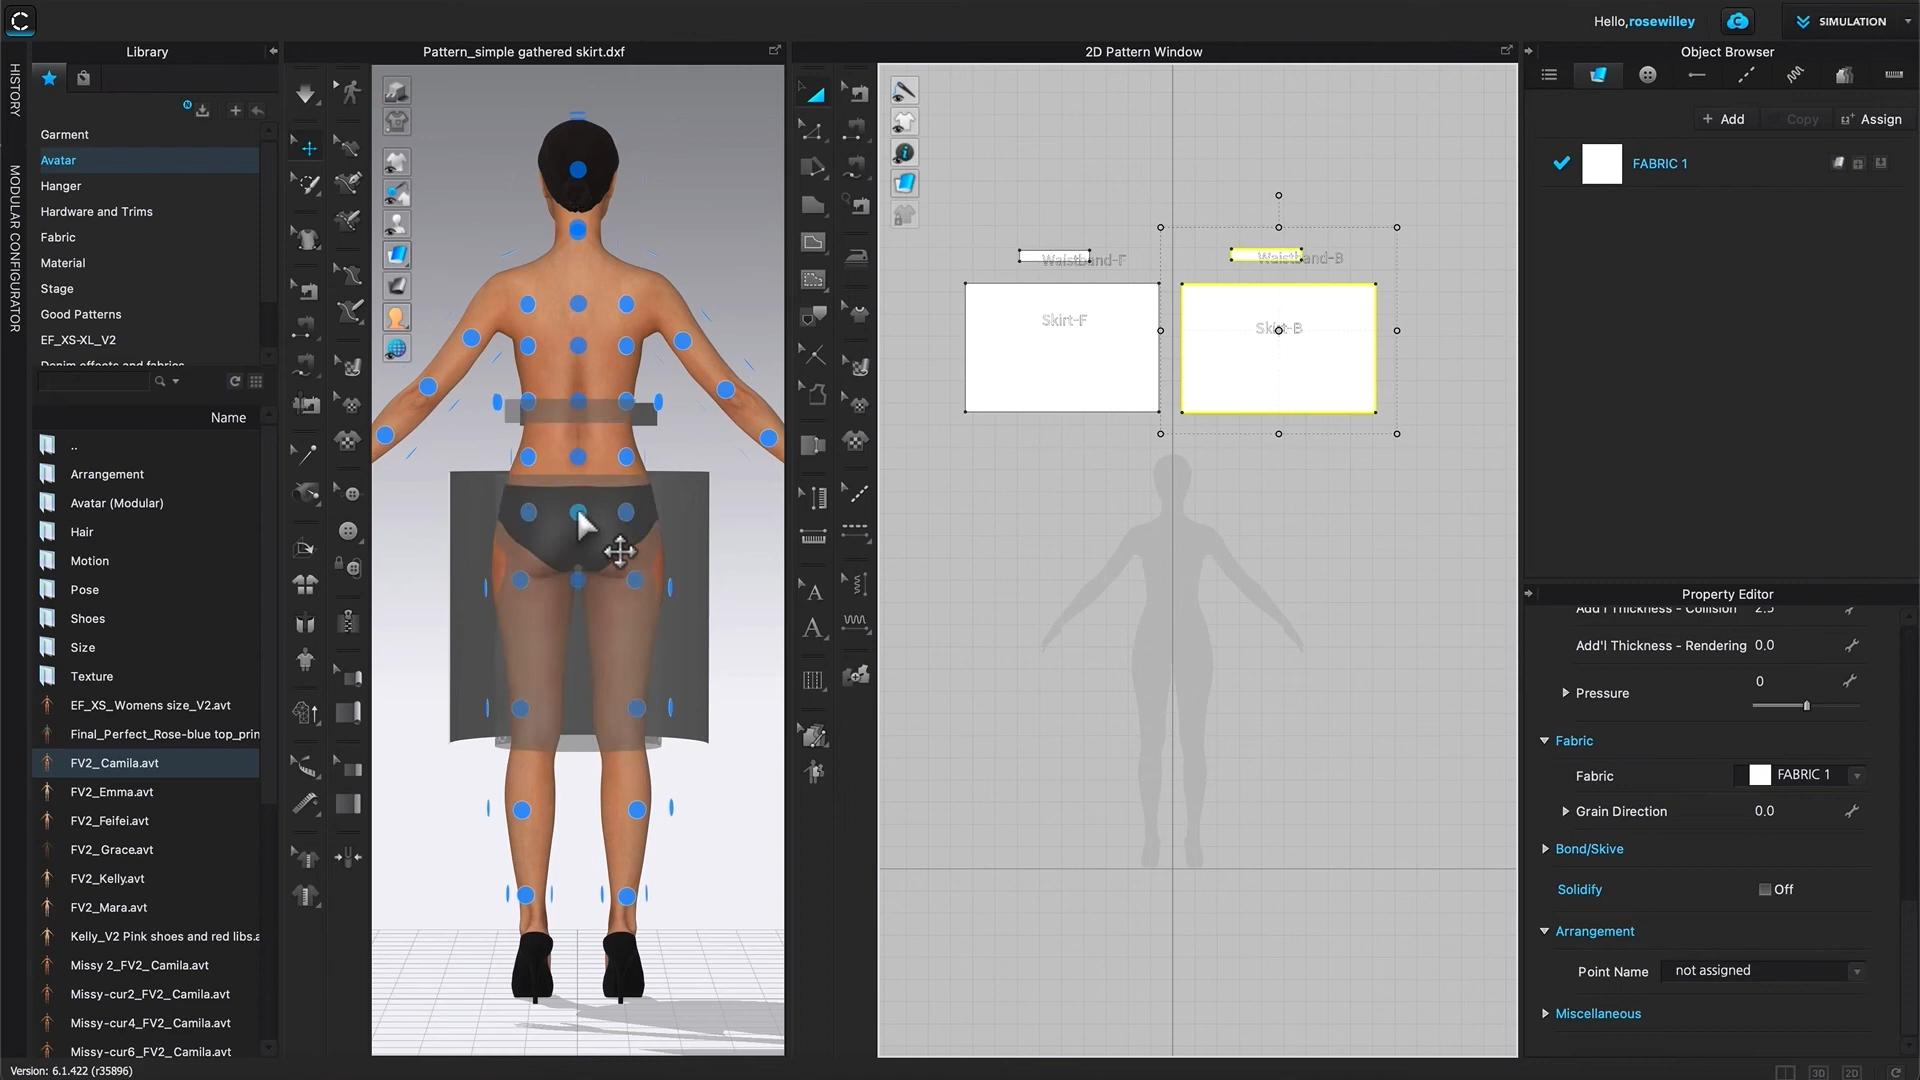 Hello,rosewilley
SIMULATION
HISTORY
MODULAR CONFIGURATOR
Library
Garment
Avatar
Hanger
Hardware and Trims
Fabric
Material
Stage
Good Patterns
EF_XS-XL_V2
Denim effects and fabrics
Name
..
Arrangement
Avatar (Modular)
Hair
Motion
Pose
Shoes
Size
Texture
EF_XS_Womens size_V2.avt
Final_Perfect_Rose-blue top_prin
FV2_Camila.avt
FV2_Emma.avt
FV2_Feifei.avt
FV2_Grace.avt
FV2_Kelly.avt
FV2_Mara.avt
Kelly_V2 Pink shoes and red libs.a
Missy 2_FV2_Camila.avt
Missy-cur2_FV2_Camila.avt
Missy-cur4_FV2_Camila.avt
Missy-cur6_FV2_Camila.avt
Version: 6.1.422 (r35896)
Pattern_simple gathered skirt.dxf
2D Pattern Window
Waistband-F
Waistband-B
Skirt-F
Skirt-B
Object Browser
+ Add
Copy
Assign
FABRIC 1
Property Editor
Add'l Thickness - Collision 2.5
Add'l Thickness - Rendering 0.0
Pressure 0
Fabric
Fabric FABRIC 1
Grain Direction 0.0
Bond/Skive
Solidify Off
Arrangement
Point Name not assigned
Miscellaneous
3D 2D